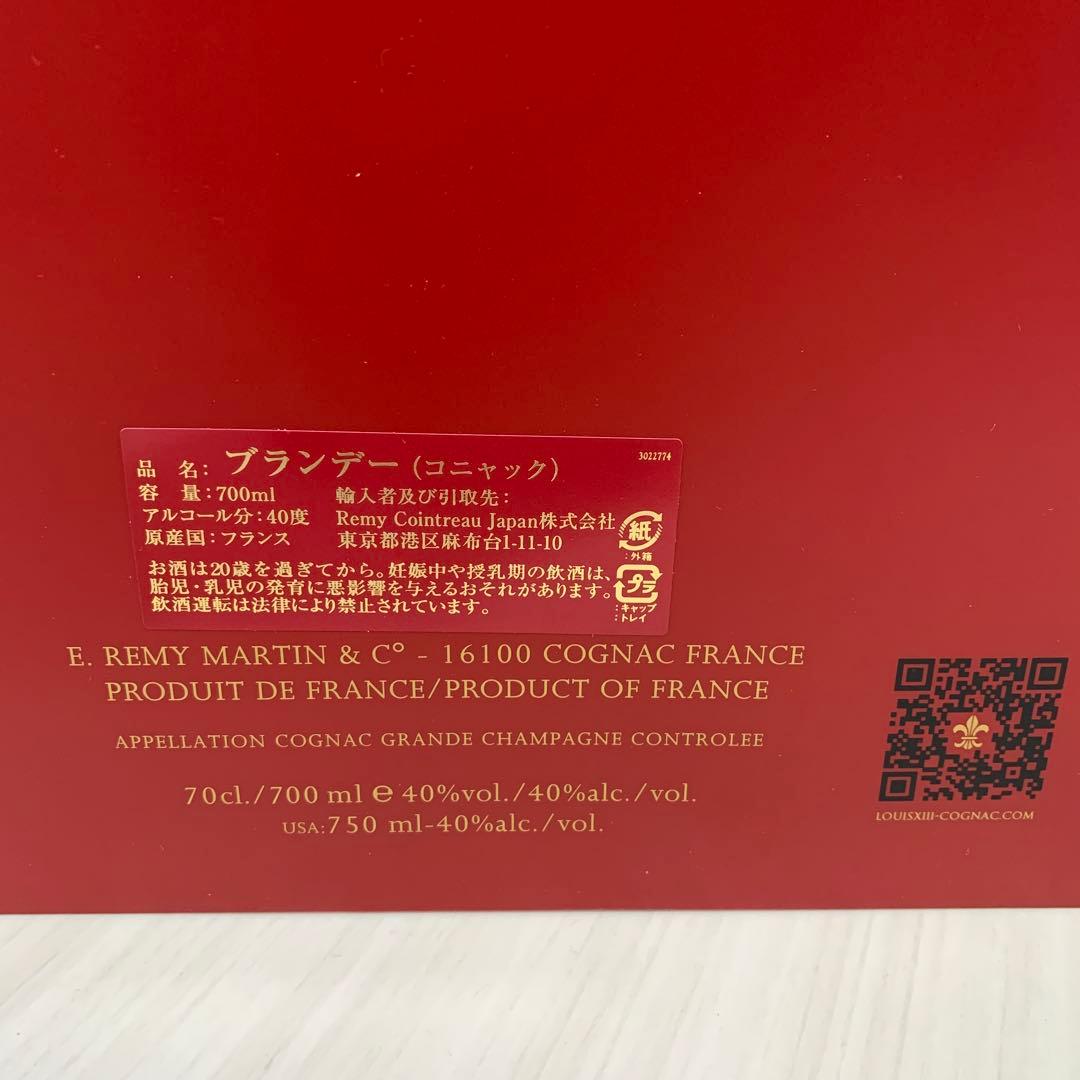 3022774
品 名: ブランデー (コニャック)
容 量:700ml
アルコール分:40度
原産国:フランス
輸入者及び引取先:
Remy Cointreau Japan株式会社
東京都港区麻布台1-11-10
紙
:外箱
プラ
:キャップ
:トレイ
お酒は20歳を過ぎてから。妊娠中や授乳期の飲酒は、
胎児・乳児の発育に悪影響を与えるおそれがあります。
飲酒運転は法律により禁止されています。
E. REMY MARTIN & C° - 16100 COGNAC FRANCE
PRODUIT DE FRANCE/PRODUCT OF FRANCE
APPELLATION COGNAC GRANDE CHAMPAGNE CONTROLEE
70cl./700 ml ℮ 40%vol./40%alc./vol.
USA:750 ml-40%alc./vol.
LOUISXIII-COGNAC.COM